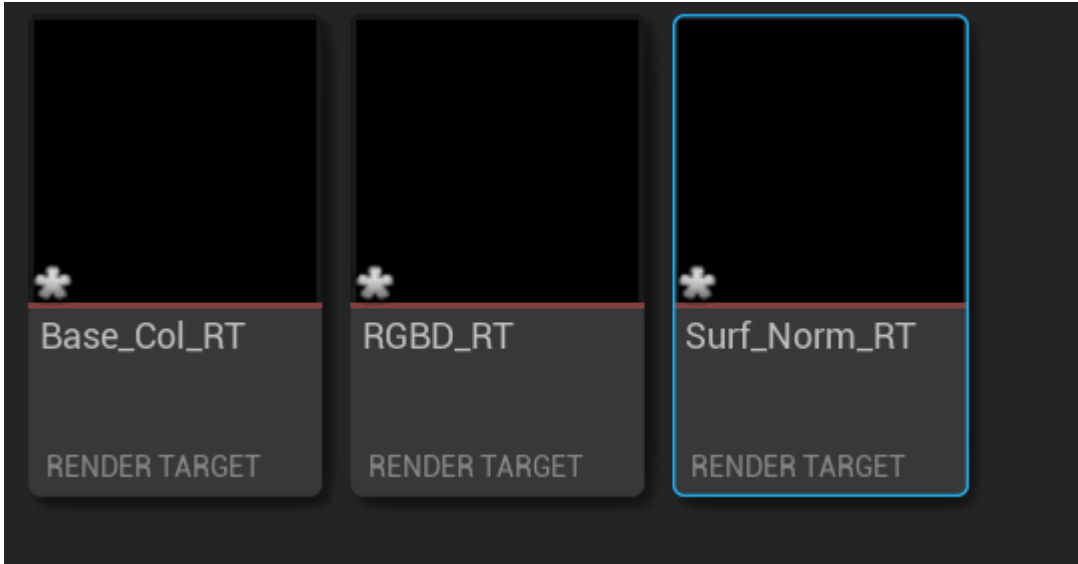 Base_Col_RT
RGBD_RT
Surf_Norm_RT
RENDER TARGET
RENDER TARGET
RENDER TARGET